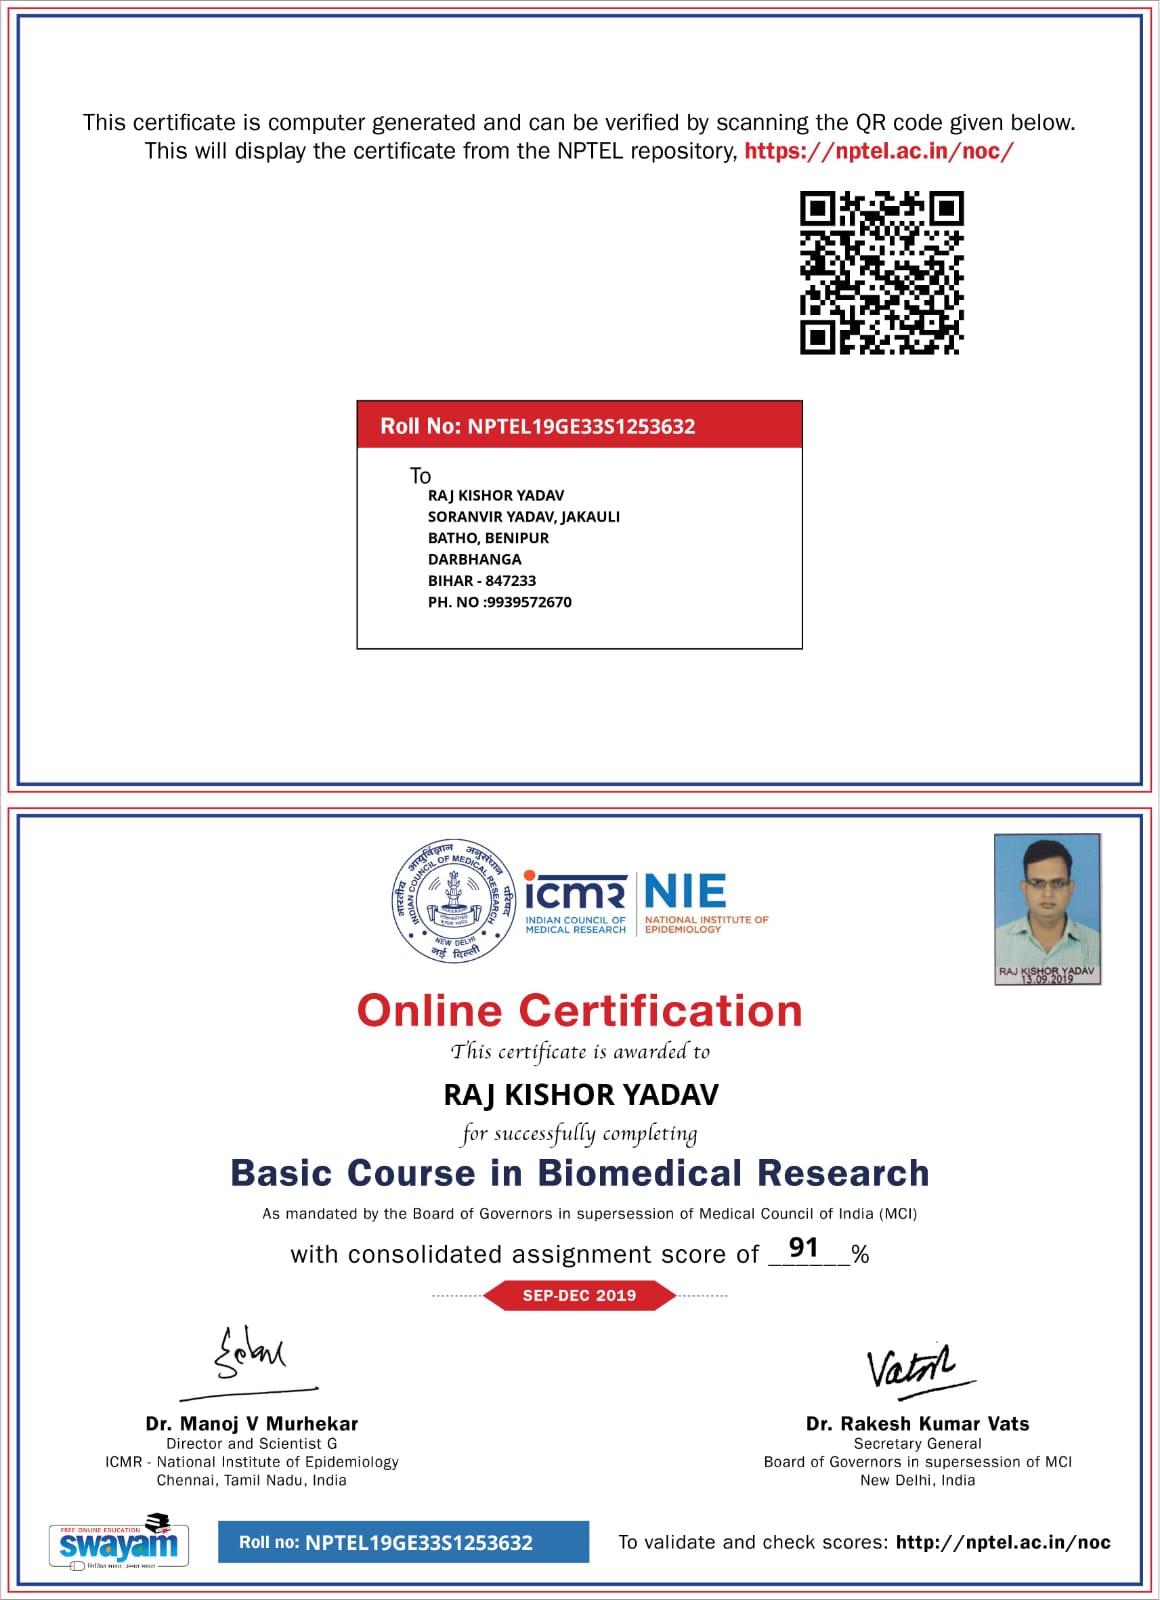 This certificate is computer generated and can be verified by scanning the QR code given below.
This will display the certificate from the NPTEL repository, https://nptel.ac.in/noc/
Roll No: NPTEL19GE33S1253632
To
RAJ KISHOR YADAV
SORANVIR YADAV, JAKAULI
BATHO, BENIPUR
DARBHANGA
BIHAR - 847233
PH. NO :9939572670
भारतीय आयुर्विज्ञान अनुसंधान परिषद
INDIAN COUNCIL OF MEDICAL RESEARCH
NEW DELHI
नई दिल्ली
icmr
INDIAN COUNCIL OF
MEDICAL RESEARCH
NIE
NATIONAL INSTITUTE OF
EPIDEMIOLOGY
RAJ KISHOR YADAV
13.09.2019
Online Certification
This certificate is awarded to
RAJ KISHOR YADAV
for successfully completing
Basic Course in Biomedical Research
As mandated by the Board of Governors in supersession of Medical Council of India (MCI)
with consolidated assignment score of 91 %
SEP-DEC 2019
Dr. Manoj V Murhekar
Director and Scientist G
ICMR - National Institute of Epidemiology
Chennai, Tamil Nadu, India
Dr. Rakesh Kumar Vats
Secretary General
Board of Governors in supersession of MCI
New Delhi, India
FREE ONLINE EDUCATION
swayam
शिक्षित भारत, उन्नत भारत
Roll no: NPTEL19GE33S1253632
To validate and check scores: http://nptel.ac.in/noc